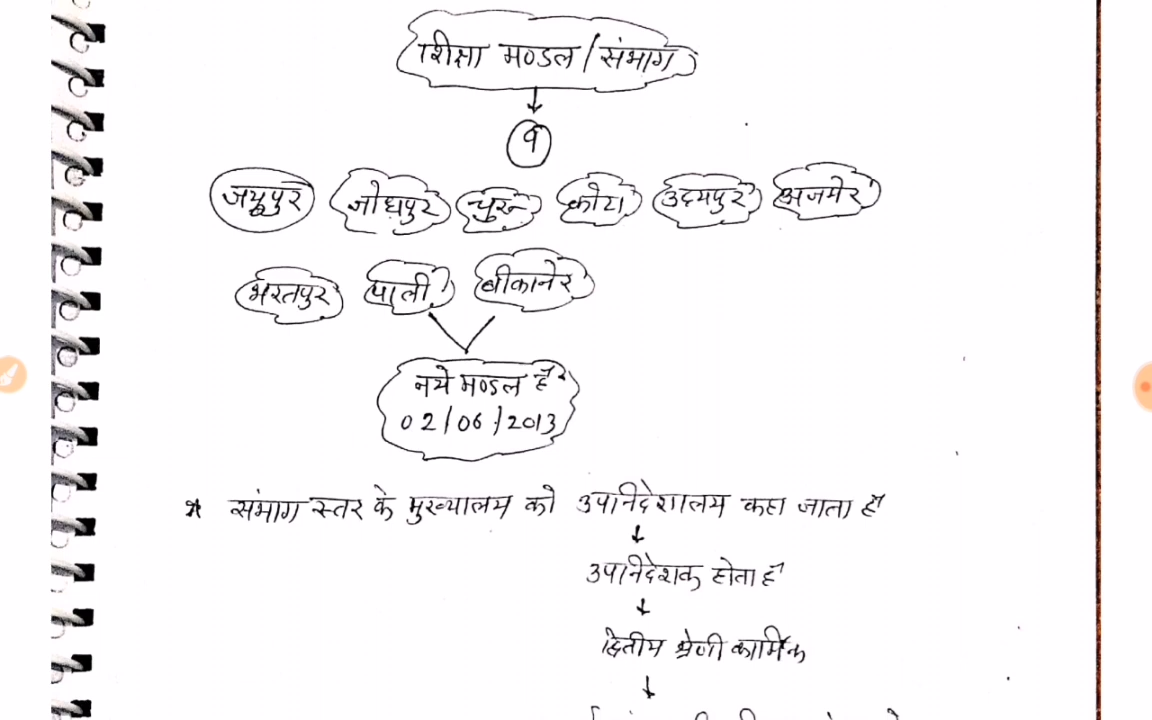 शिक्षा मण्डल / संभाग
9
जयपुर जोधपुर चुरू कोटा उदयपुर अजमेर
भरतपुर पाली बीकानेर
नये मण्डल है
02/06/2013
* संभाग स्तर के मुख्यालय को उपनिदेशालय कहा जाता है
उपनिदेशक होता है
द्वितीय श्रेणी कार्मिक